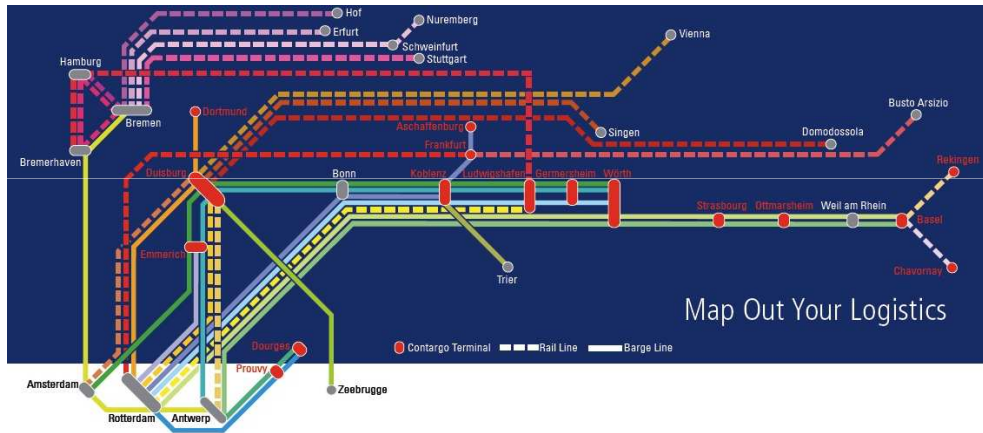 Hof
Nuremberg
Erfurt
Vienna
Schweinfurt
Hamburg
Stuttgart
Busto Arsizio
Dortmund
Bremen
Aschaffenburg
Singen
Domodossola
Frankfurt
Bremerhaven
Rekingen
Duisburg
Bonn
Koblenz
Ludwigshafen
Germersheim
Wörth
Strasbourg
Ottmarsheim
Weil am Rhein
Basel
Emmerich
Chavornay
Trier
Map Out Your Logistics
Dourges
Contargo Terminal
Rail Line
Barge Line
Prouvy
Amsterdam
Zeebrugge
Rotterdam
Antwerp